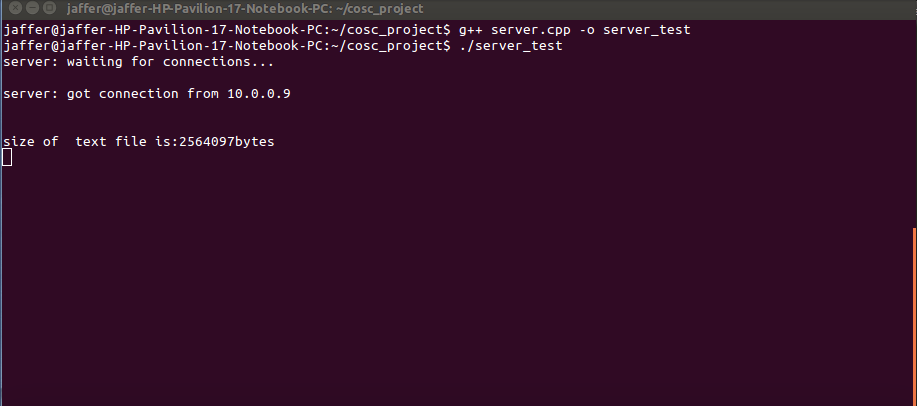 jaffer@jaffer-HP-Pavilion-17-Notebook-PC: ~/cosc_project
jaffer@jaffer-HP-Pavilion-17-Notebook-PC:~/cosc_project$ g++ server.cpp -o server_test
jaffer@jaffer-HP-Pavilion-17-Notebook-PC:~/cosc_project$ ./server_test
server: waiting for connections...
server: got connection from 10.0.0.9
size of  text file is:2564097bytes